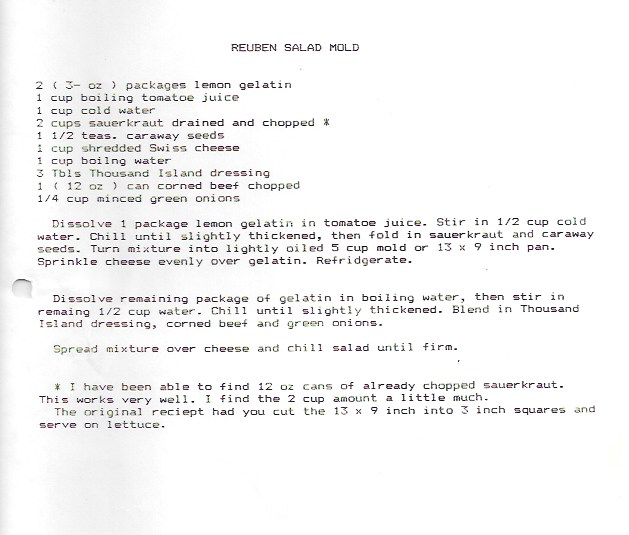 REUBEN SALAD MOLD
2 ( 3- oz ) packages lemon gelatin
1 cup boiling tomatoe juice
1 cup cold water
2 cups sauerkraut drained and chopped *
1 1/2 teas. caraway seeds
1 cup shredded Swiss cheese
1 cup boilng water
3 Tbls Thousand Island dressing
1 ( 12 oz ) can corned beef chopped
1/4 cup minced green onions
Dissolve 1 package lemon gelatin in tomatoe juice. Stir in 1/2 cup cold
water. Chill until slightly thickened, then fold in sauerkraut and caraway
seeds. Turn mixture into lightly oiled 5 cup mold or 13 x 9 inch pan.
Sprinkle cheese evenly over gelatin. Refridgerate.
Dissolve remaining package of gelatin in boiling water, then stir in
remaing 1/2 cup water. Chill until slightly thickened. Blend in Thousand
Island dressing, corned beef and green onions.
Spread mixture over cheese and chill salad until firm.
* I have been able to find 12 oz cans of already chopped sauerkraut.
This works very well. I find the 2 cup amount a little much.
The original reciept had you cut the 13 x 9 inch into 3 inch squares and
serve on lettuce.